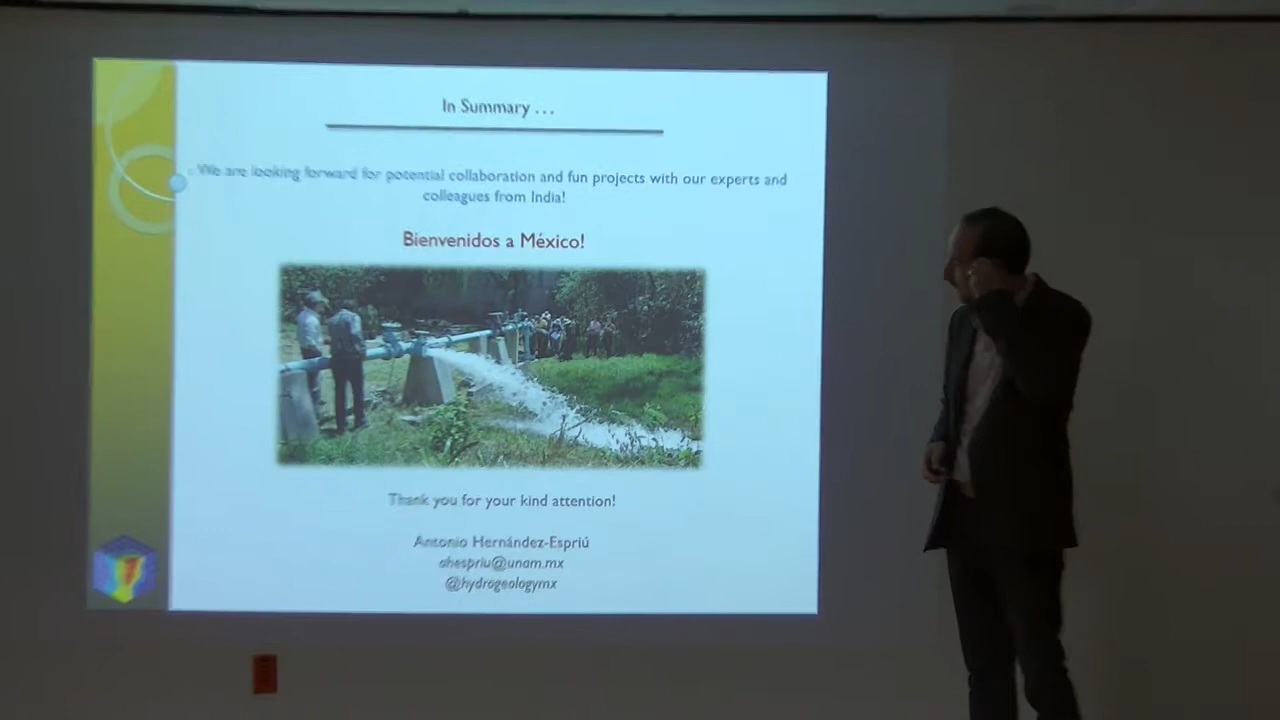 In Summary ...
We are looking forward for potential collaboration and fun projects with our experts and
colleagues from India!
Bienvenidos a México!
Thank you for your kind attention!
Antonio Hernández-Espriú
ahespriu@unam.mx
@hydrogeologymx